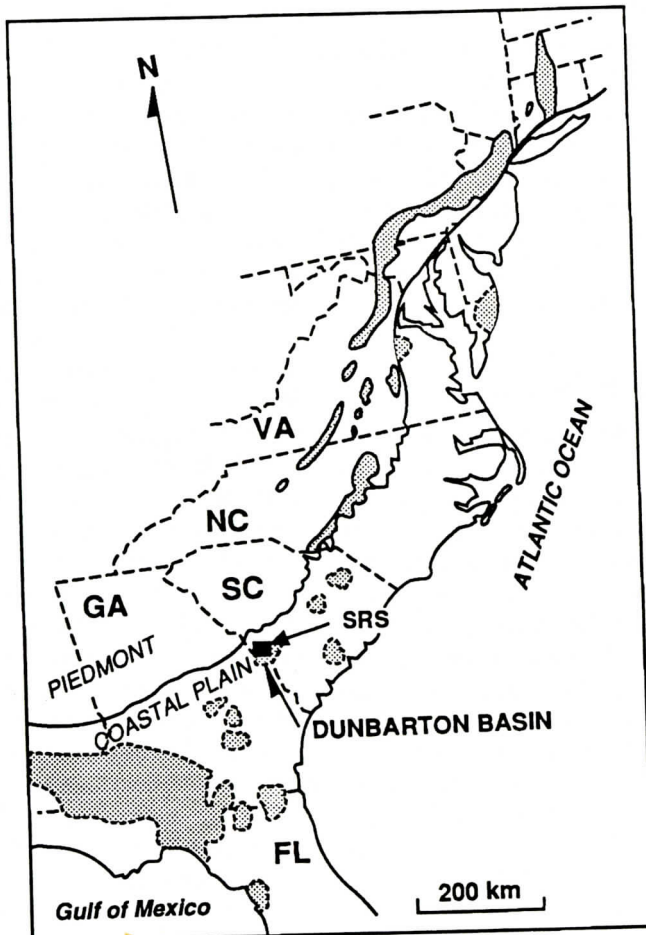 N
VA
ATLANTIC OCEAN
NC
SC
GA
SRS
PIEDMONT
COASTAL PLAIN
DUNBARTON BASIN
FL
200 km
Gulf of Mexico